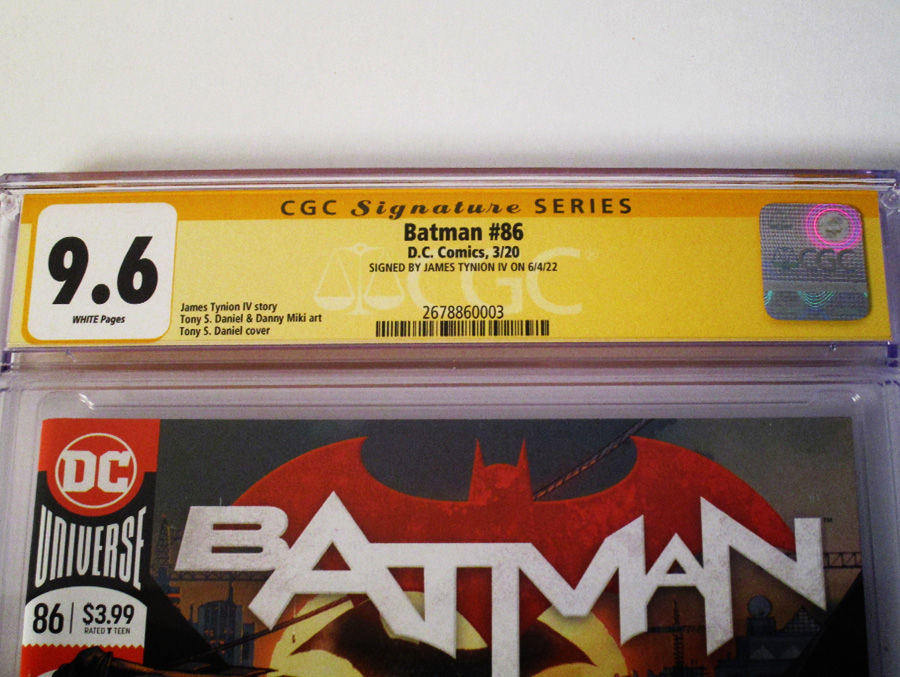 CGC Signature SERIES
Batman #86
D.C. Comics, 3/20
SIGNED BY JAMES TYNION IV ON 6/4/22
9.6
WHITE Pages
James Tynion IV story
Tony S. Daniel & Danny Miki art
Tony S. Daniel cover
CGC
TM
2678860003
CGC
DC
UNIVERSE
86 | $3.99
RATED T TEEN
BATMAN
TM